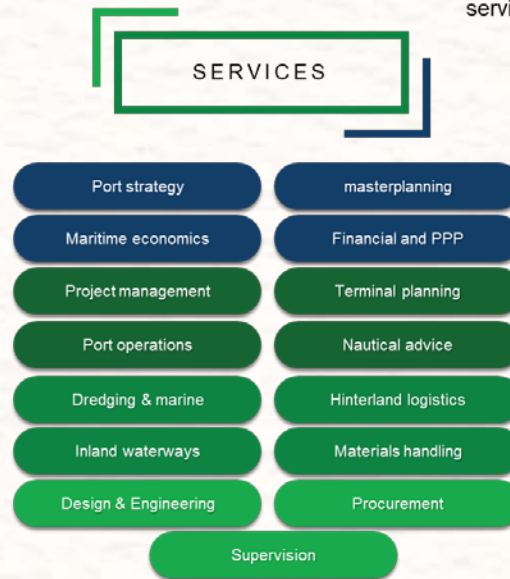 servi
SERVICES
Port strategy
masterplanning
Maritime economics
Financial and PPP
Project management
Terminal planning
Port operations
Nautical advice
Dredging & marine
Hinterland logistics
Inland waterways
Materials handling
Design & Engineering
Procurement
Supervision